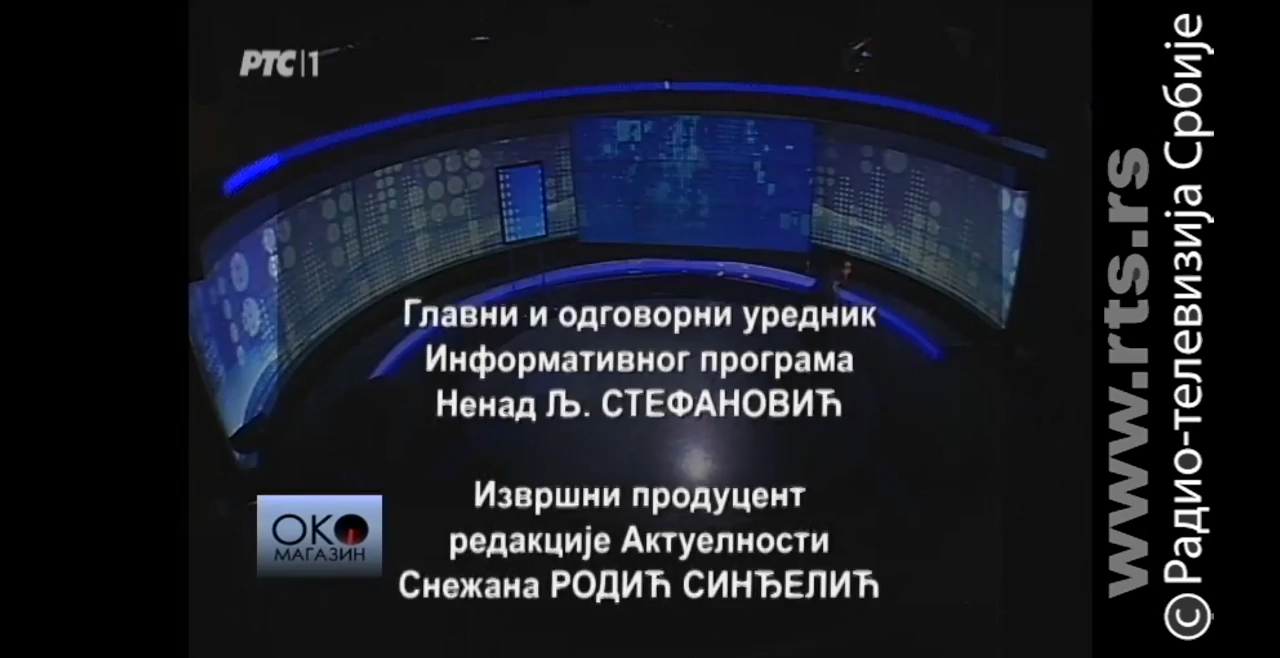 РТС|1
Главни и одговорни уредник
Информативног програма
Ненад Љ. СТЕФАНОВИЋ
Извршни продуцент
редакције Актуелности
Снежана РОДИЋ СИНЂЕЛИЋ
ОКО
МАГАЗИН
www.rts.rs
© Радио-телевизија Србије